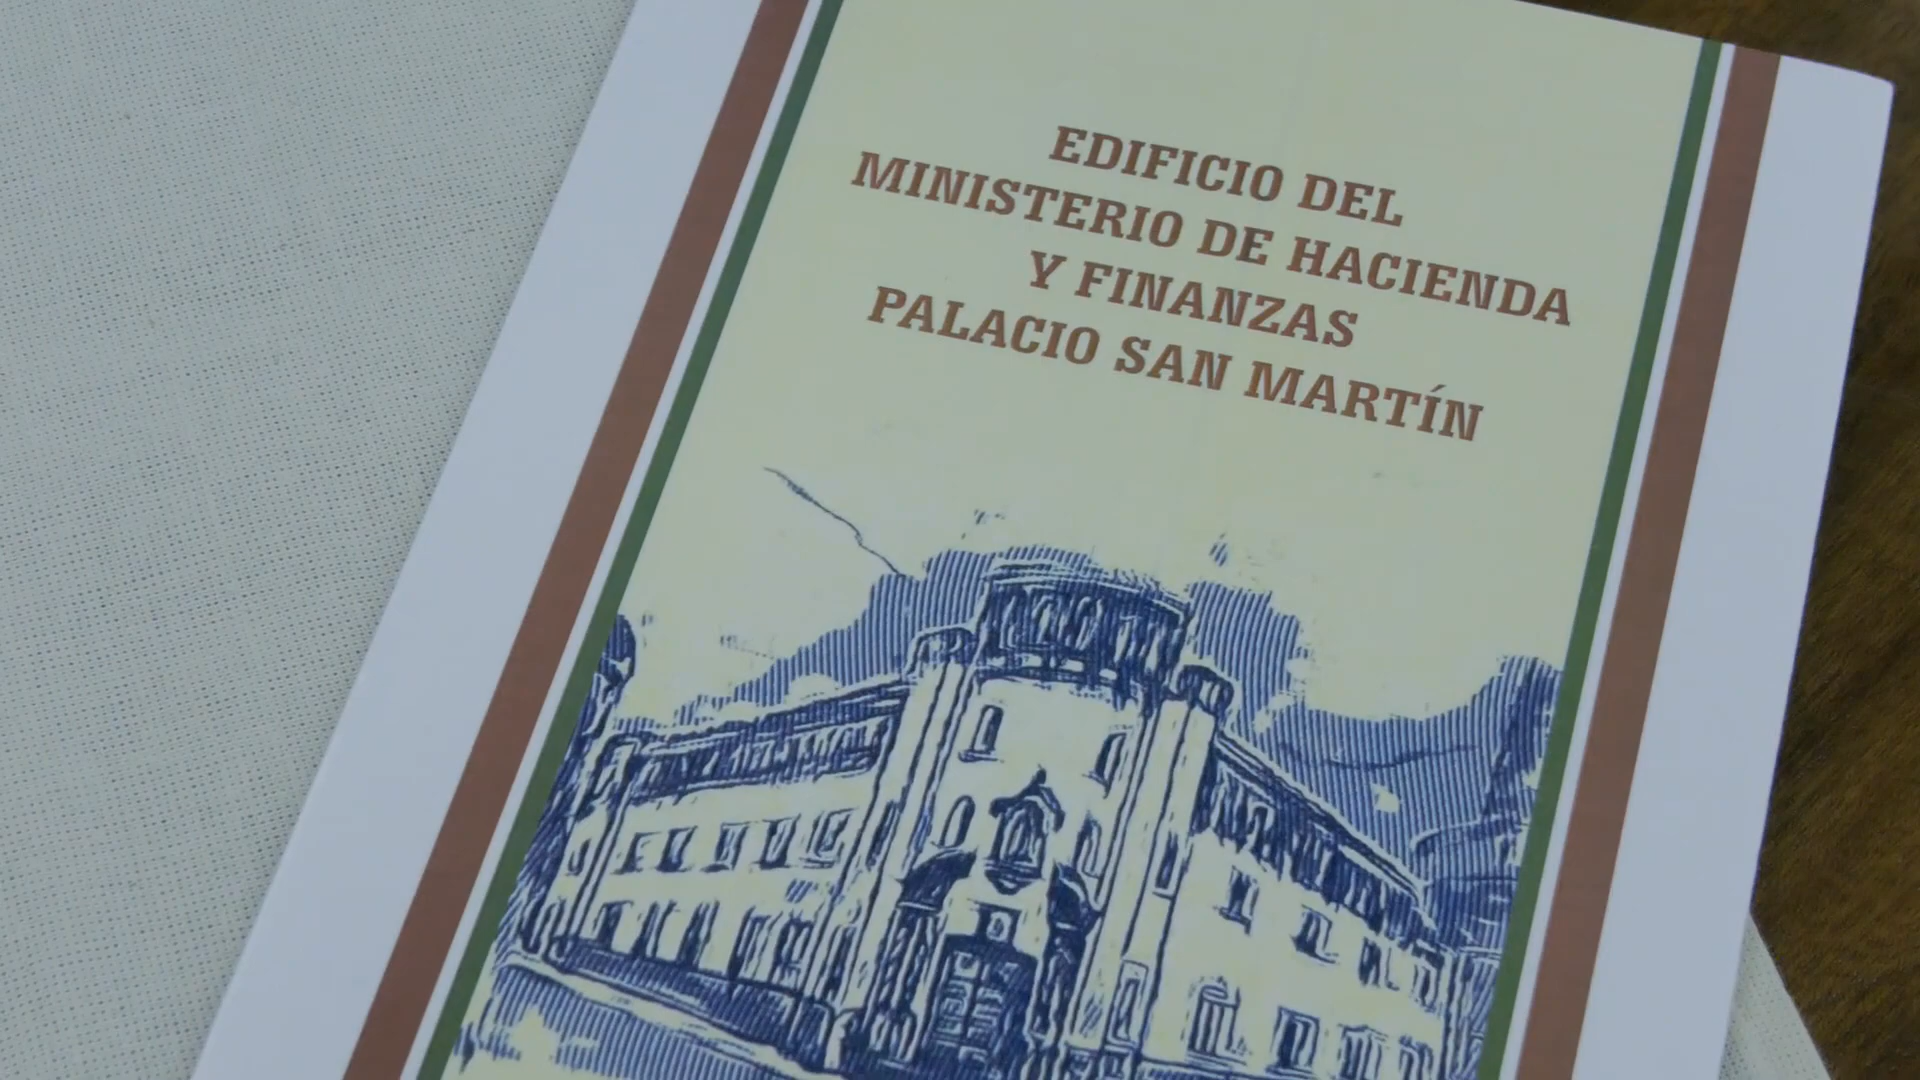 EDIFICIO DEL
MINISTERIO DE HACIENDA
Y FINANZAS
PALACIO SAN MARTÍN